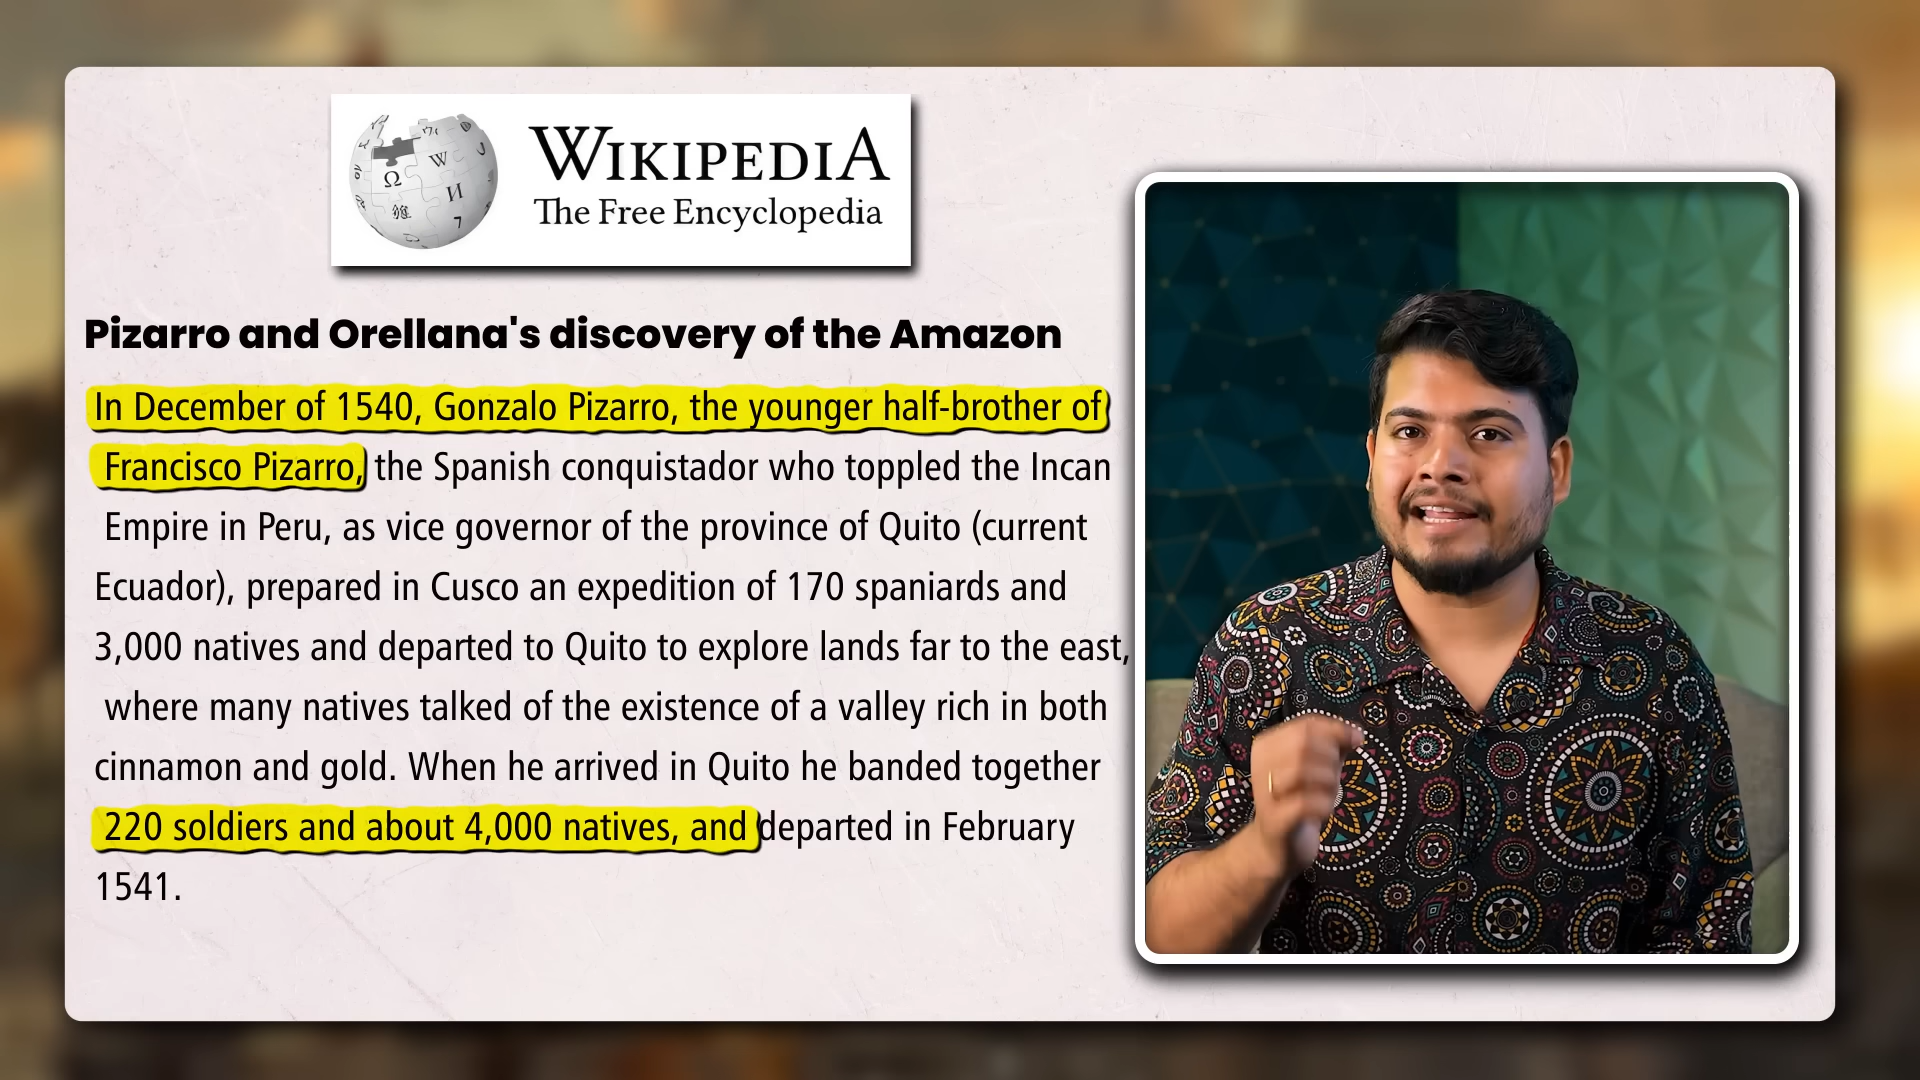 WIKIPEDIA
The Free Encyclopedia
Pizarro and Orellana's discovery of the Amazon
In December of 1540, Gonzalo Pizarro, the younger half-brother of
Francisco Pizarro, the Spanish conquistador who toppled the Incan
Empire in Peru, as vice governor of the province of Quito (current
Ecuador), prepared in Cusco an expedition of 170 spaniards and
3,000 natives and departed to Quito to explore lands far to the east,
where many natives talked of the existence of a valley rich in both
cinnamon and gold. When he arrived in Quito he banded together
220 soldiers and about 4,000 natives, and departed in February
1541.